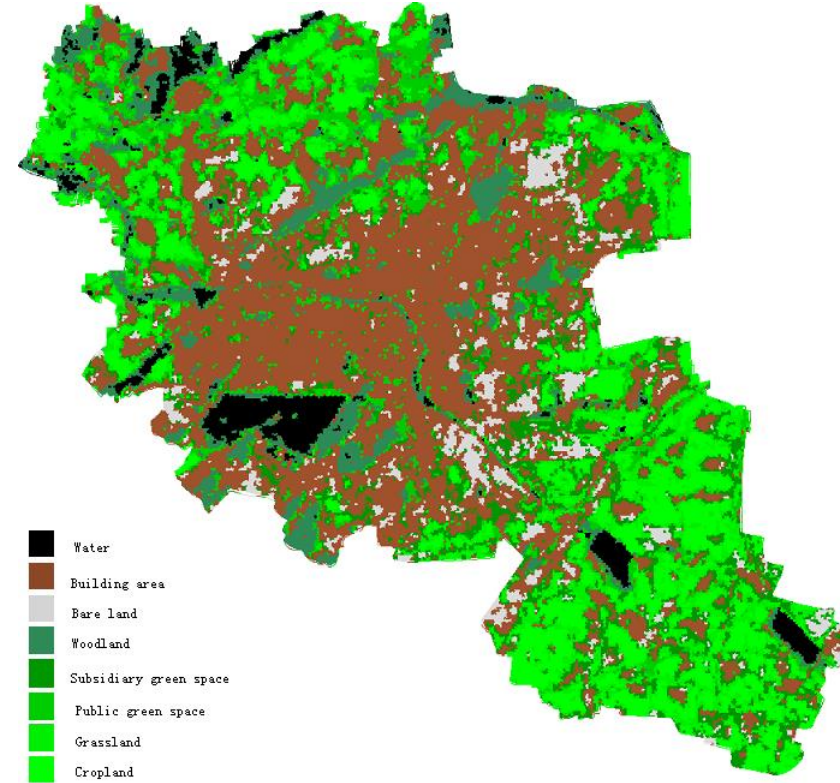 Water
Building area
Bare land
Woodland
Subsidiary green space
Public green space
Grassland
Cropland